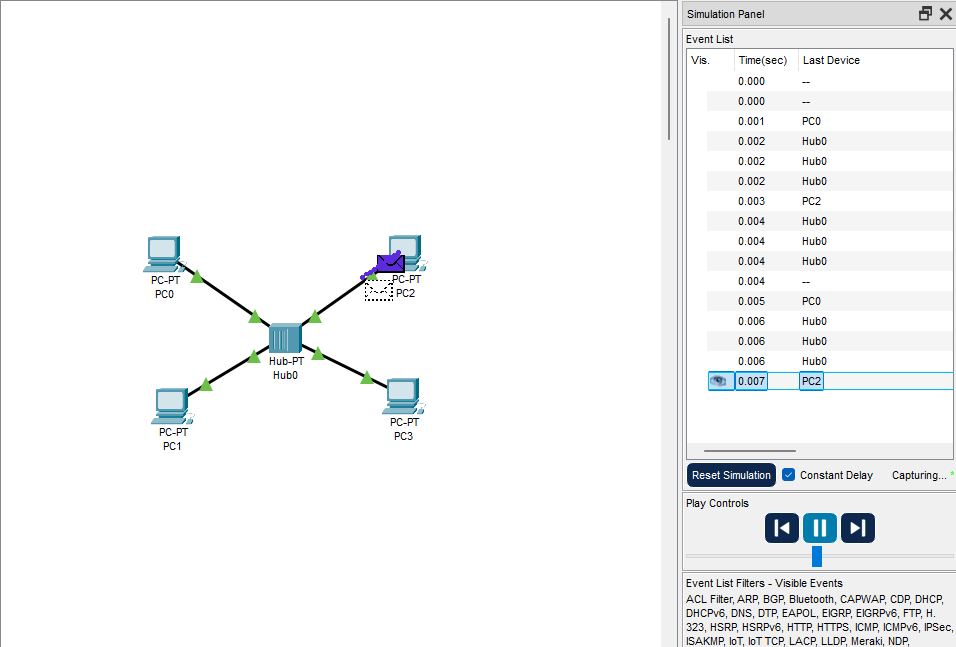 Simulation Panel
Event List
Vis. Time(sec) Last Device
0.000 --
0.000 --
0.001 PC0
0.002 Hub0
0.002 Hub0
0.002 Hub0
0.003 PC2
0.004 Hub0
0.004 Hub0
0.004 Hub0
0.004 --
0.005 PC0
0.006 Hub0
0.006 Hub0
0.006 Hub0
0.007 PC2
Reset Simulation Constant Delay Capturing... *
Play Controls
Event List Filters - Visible Events
ACL Filter, ARP, BGP, Bluetooth, CAPWAP, CDP, DHCP,
DHCPv6, DNS, DTP, EAPOL, EIGRP, EIGRPv6, FTP, H.
323, HSRP, HSRPv6, HTTP, HTTPS, ICMP, ICMPv6, IPSec,
ISAKMP, IoT, IoT TCP, LACP, LLDP, Meraki, NDP,
PC-PT
PC0
PC-PT
PC2
Hub-PT
Hub0
PC-PT
PC1
PC-PT
PC3